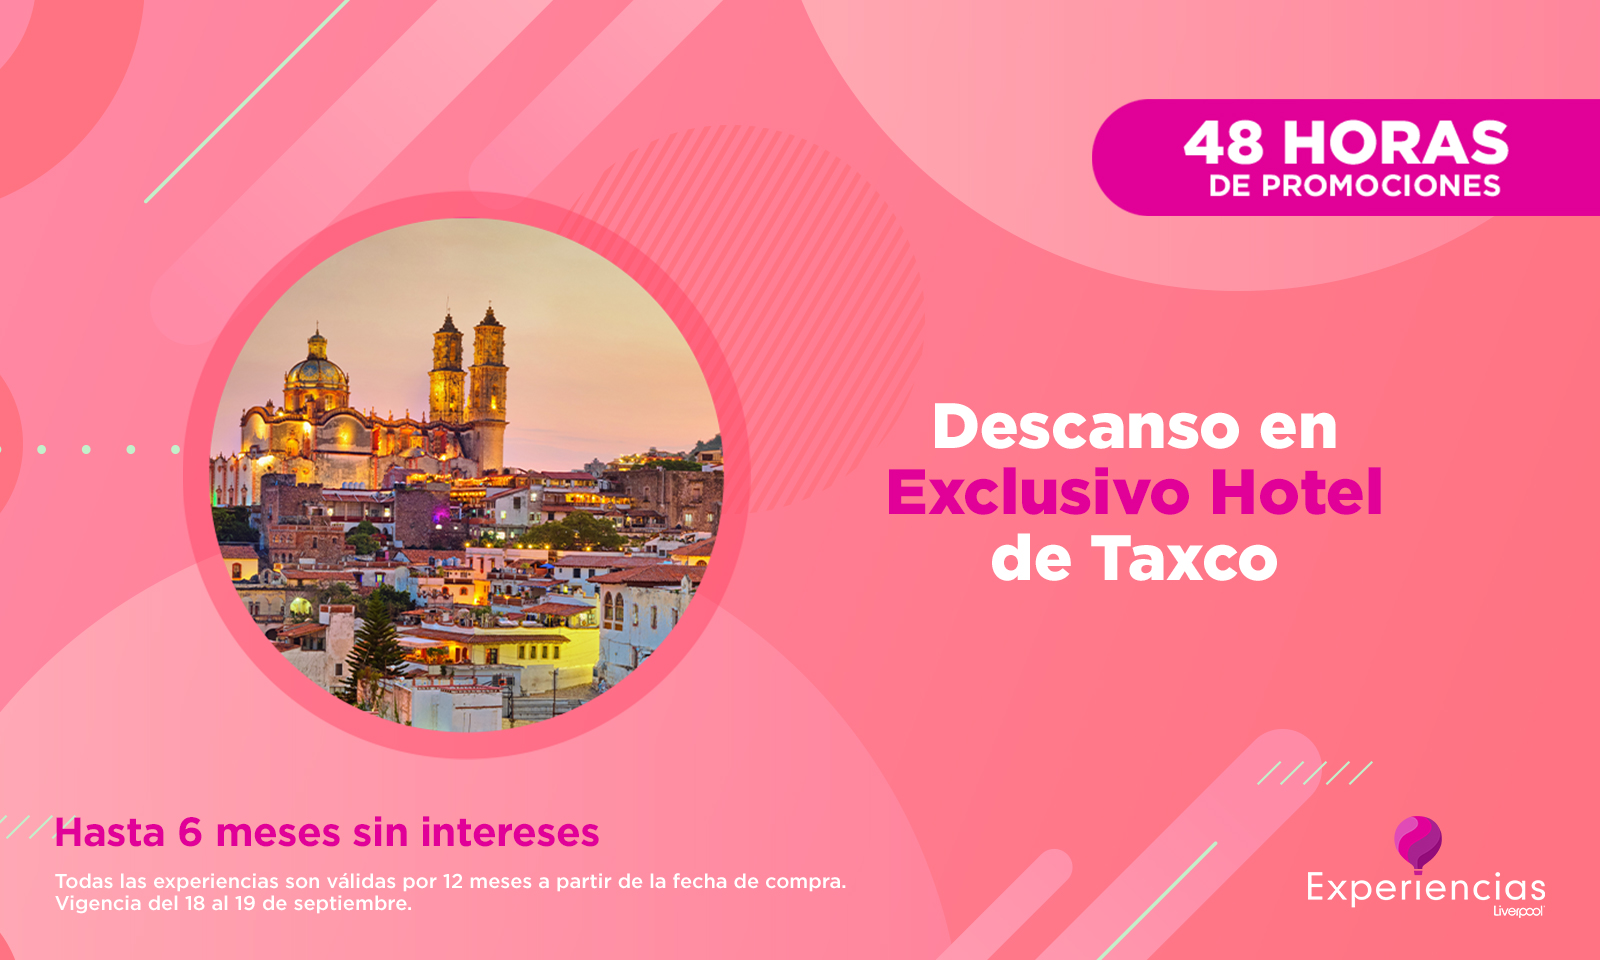 48 HORAS
DE PROMOCIONES
Descanso en
Exclusivo Hotel
de Taxco
Hasta 6 meses sin intereses
Todas las experiencias son válidas por 12 meses a partir de la fecha de compra.
Vigencia del 18 al 19 de septiembre.
Experiencias
Liverpool